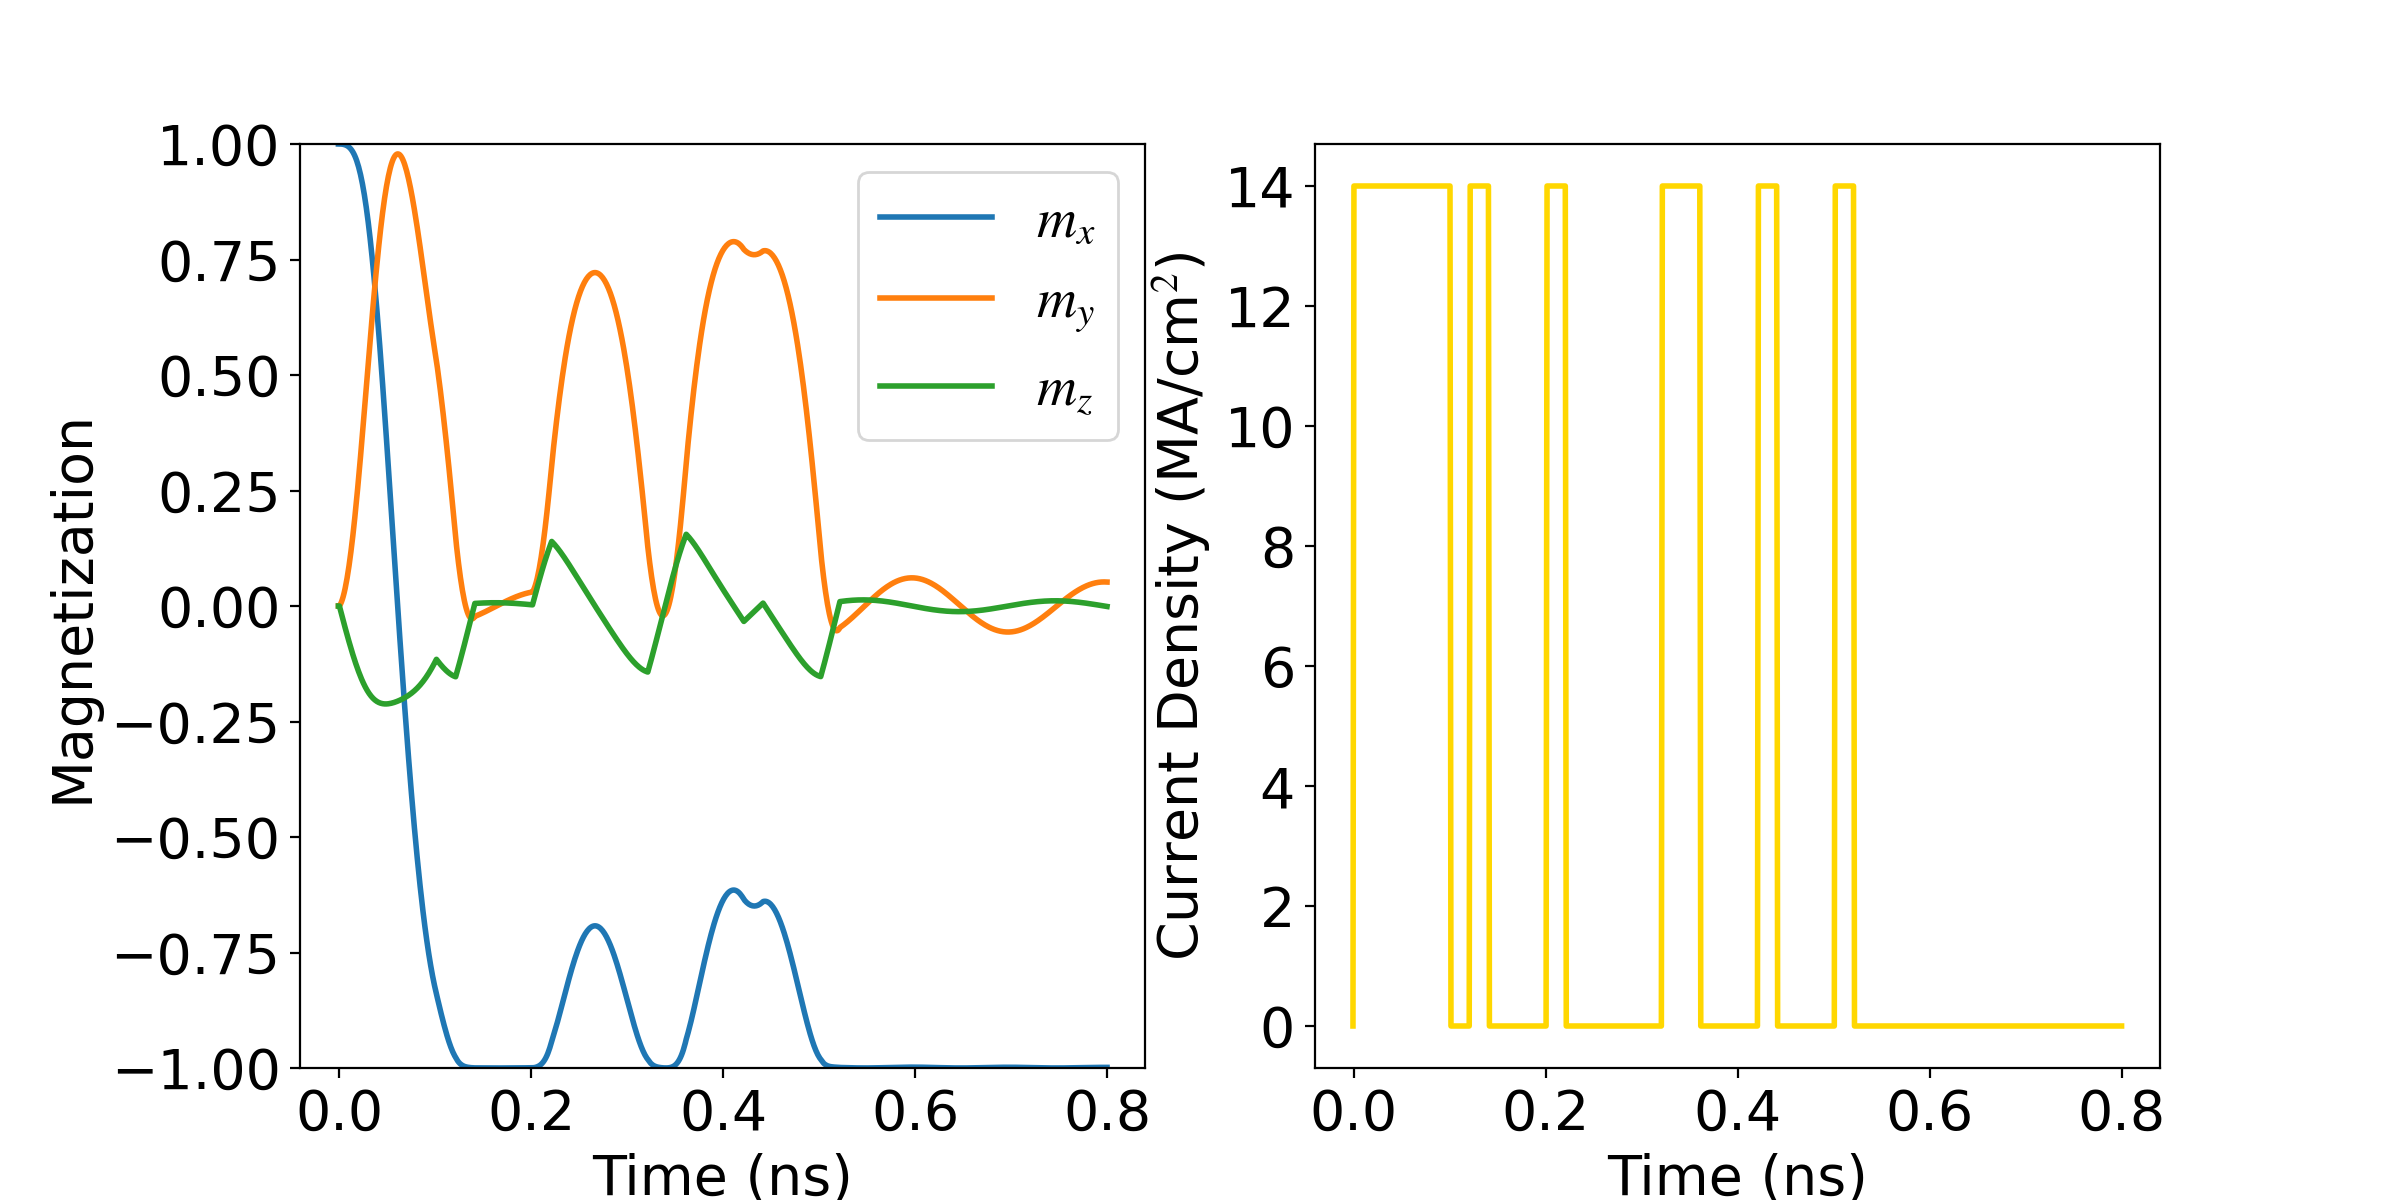 Magnetization
1.00
0.75
0.50
0.25
0.00
−0.25
−0.50
−0.75
−1.00
0.0 0.2 0.4 0.6 0.8
Time (ns)
m_x
m_y
m_z
Current Density (MA/cm²)
14
12
10
8
6
4
2
0
0.0 0.2 0.4 0.6 0.8
Time (ns)